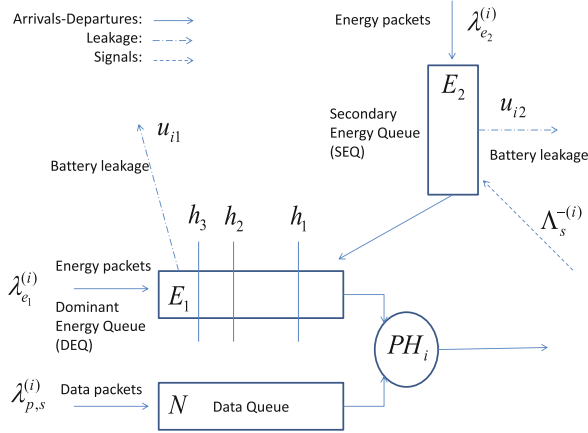 Arrivals-Departures:
Leakage:
Signals:
Energy packets
λ_{e_2}^{(i)}
E_2
Secondary
Energy Queue
(SEQ)
u_{i2}
Battery leakage
u_{i1}
Battery leakage
Λ_s^{-(i)}
h_3 h_2 h_1
Energy packets
λ_{e_1}^{(i)}
E_1
Dominant
Energy Queue
(DEQ)
PH_i
Data packets
λ_{p,s}^{(i)}
N Data Queue